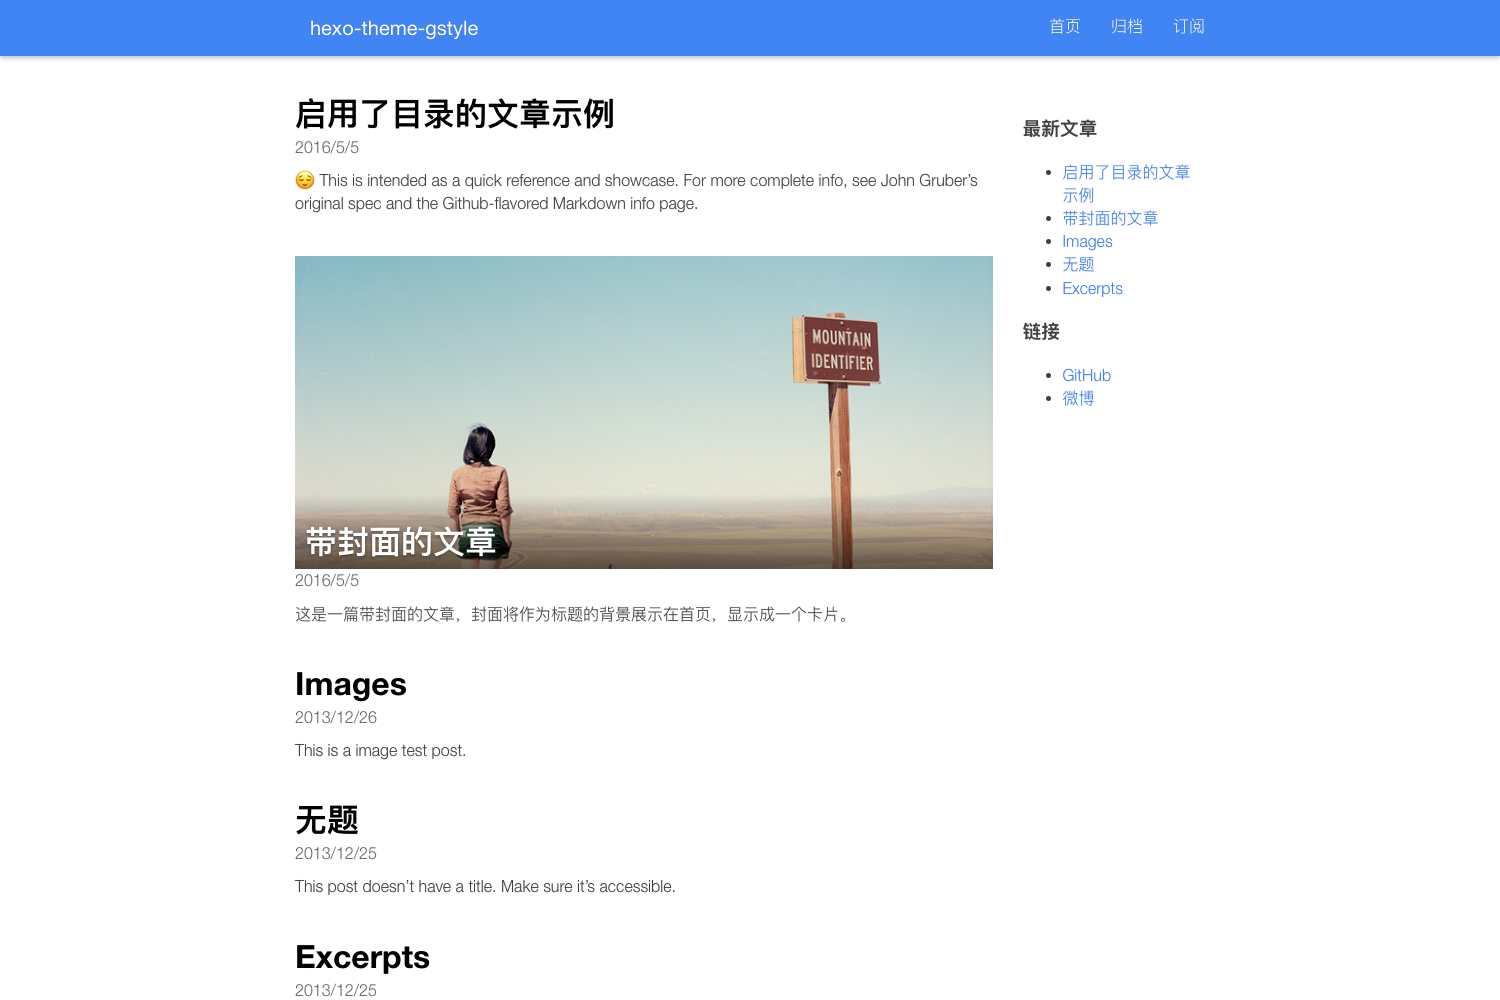 hexo-theme-gstyle
首页 归档 订阅
启用了目录的文章示例
2016/5/5
😌 This is intended as a quick reference and showcase. For more complete info, see John Gruber’s
original spec and the Github-flavored Markdown info page.
MOUNTAIN
IDENTIFIER
带封面的文章
2016/5/5
这是一篇带封面的文章，封面将作为标题的背景展示在首页，显示成一个卡片。
Images
2013/12/26
This is a image test post.
无题
2013/12/25
This post doesn’t have a title. Make sure it’s accessible.
Excerpts
2013/12/25
最新文章
启用了目录的文章
示例
带封面的文章
Images
无题
Excerpts
链接
GitHub
微博